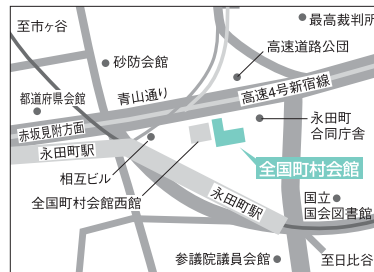 至市ヶ谷
最高裁判所
高速道路公団
砂防会館
都道府県会館
青山通り
高速4号新宿線
赤坂見附方面
永田町
合同庁舎
永田町駅
相互ビル
全国町村会館
全国町村会館西館
永田町駅
国立
国会図書館
参議院議員会館
至日比谷